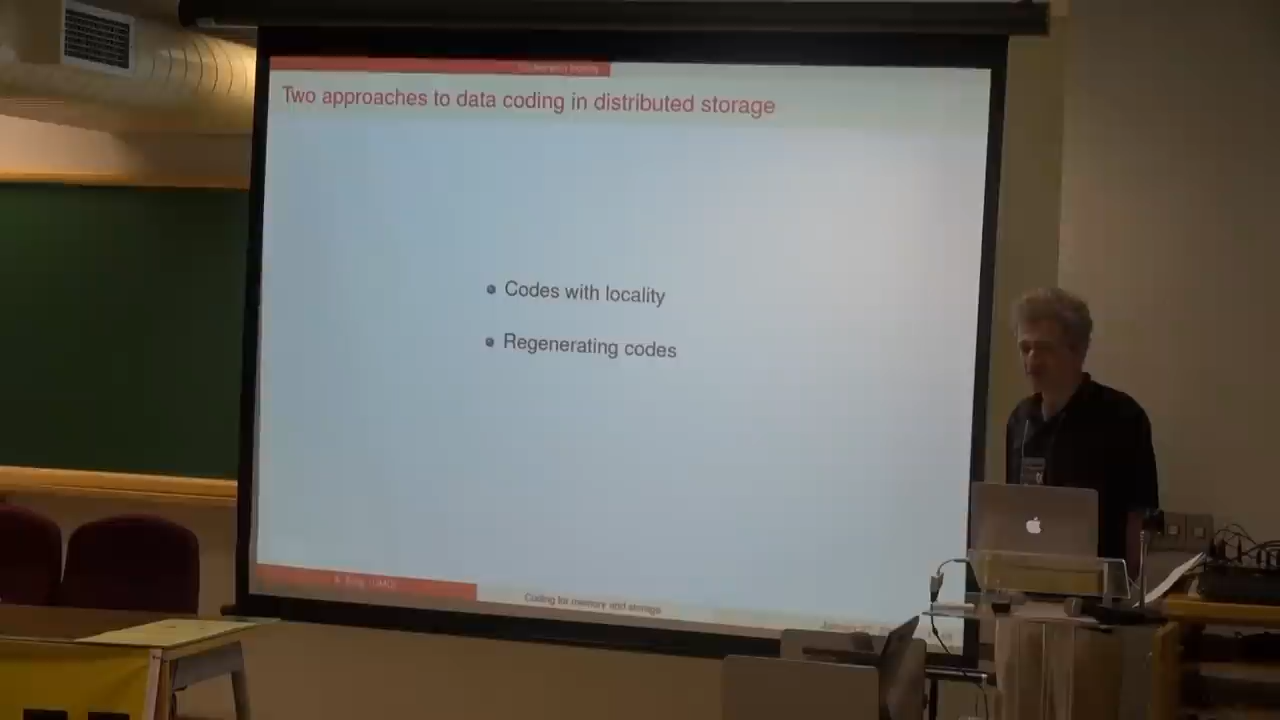 Two approaches to data coding in distributed storage
Codes with locality
Regenerating codes
Coding for memory and storage